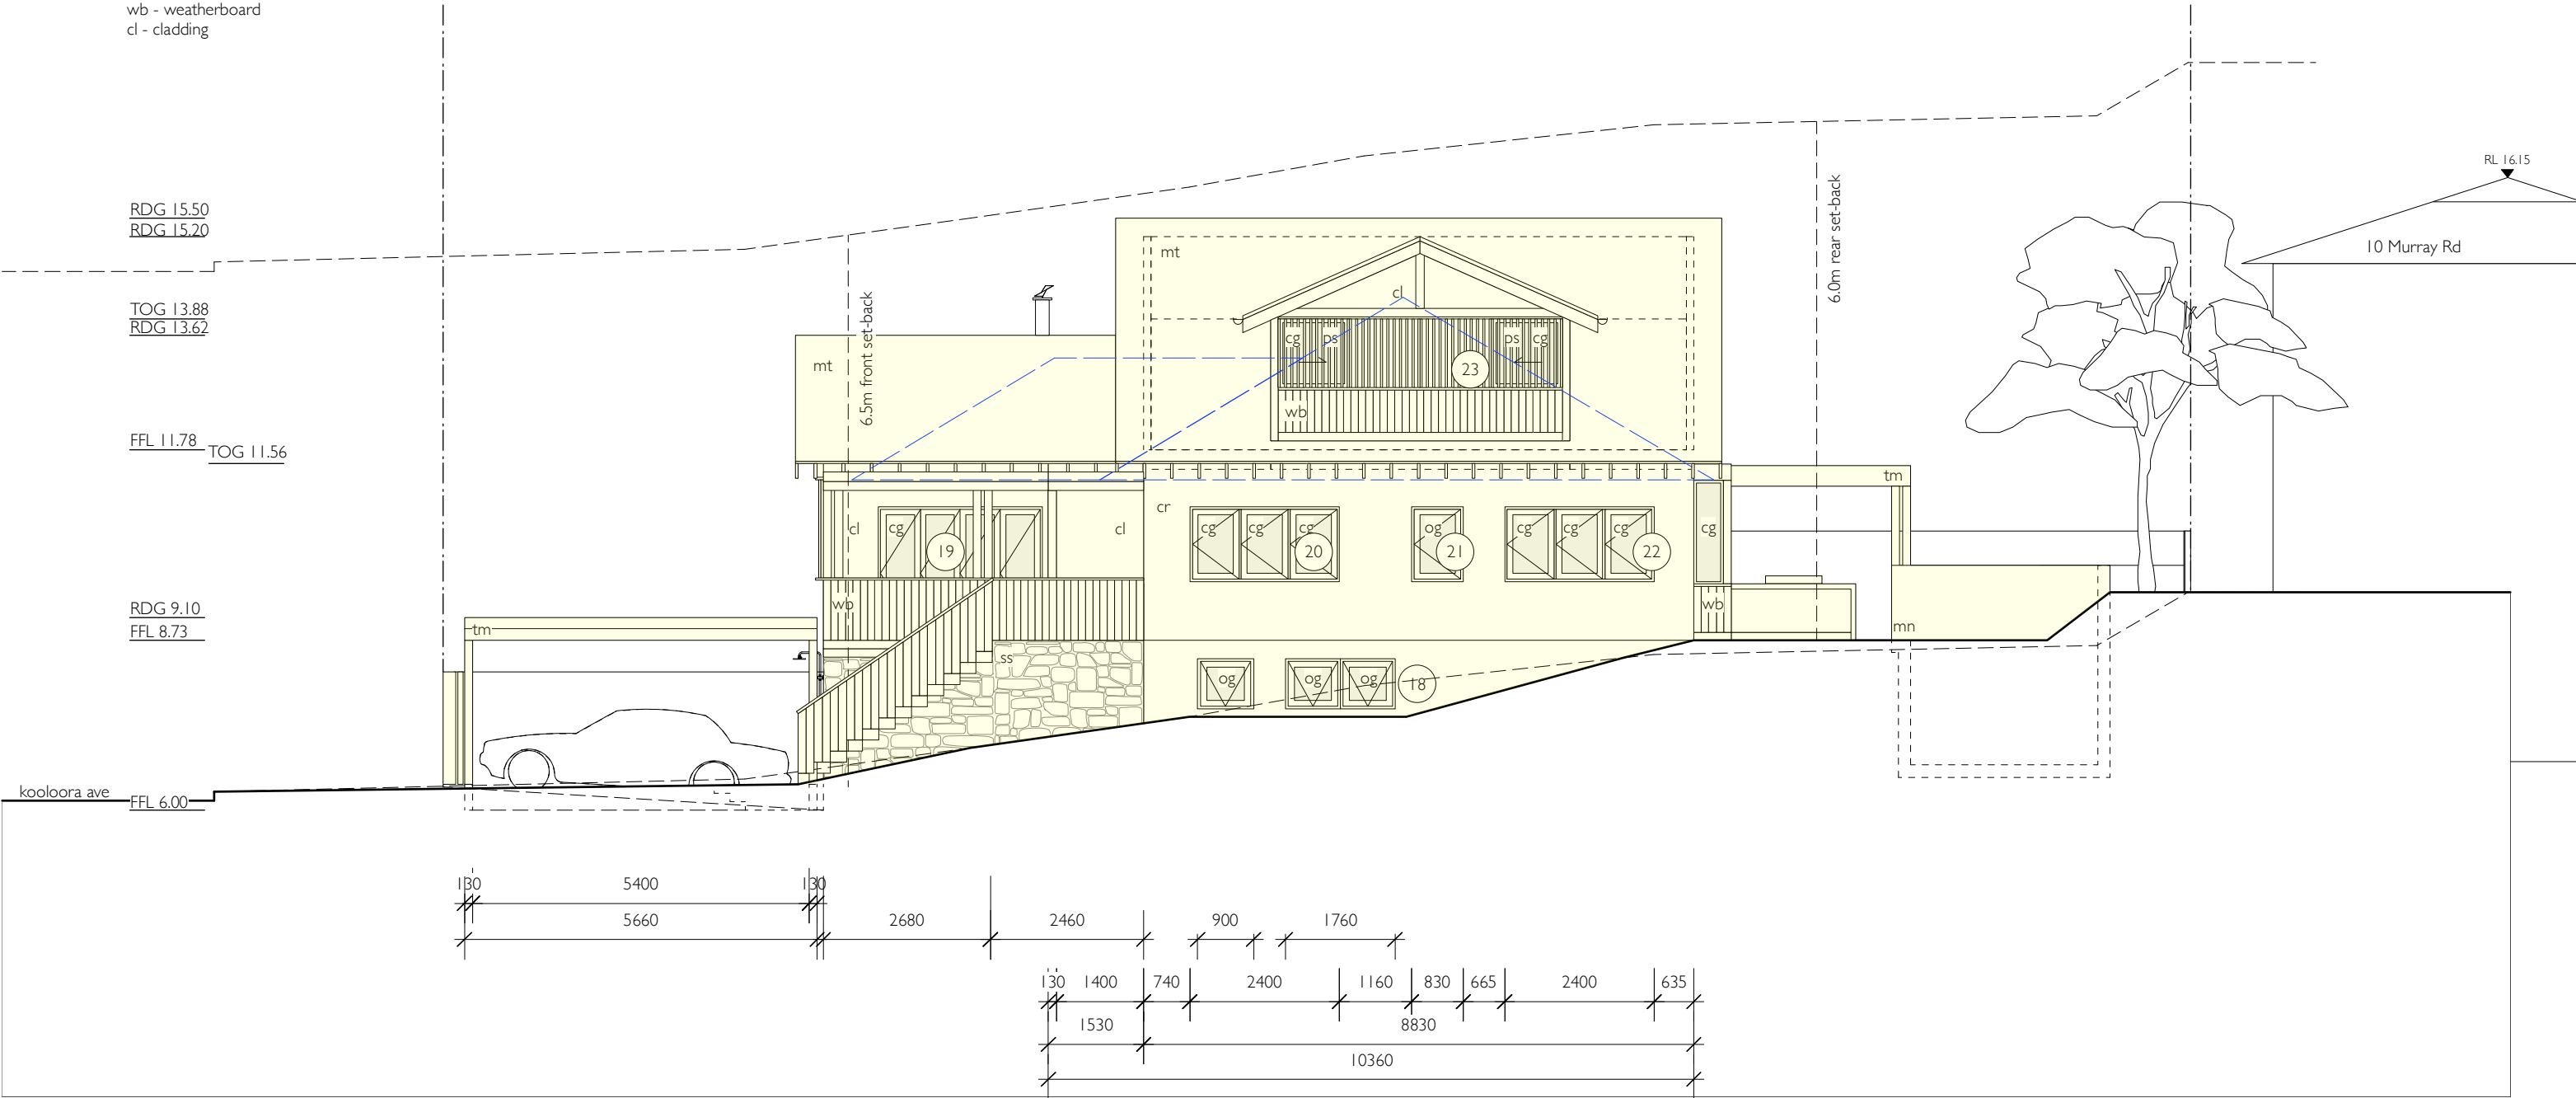 wb - weatherboard
cl - cladding
RL 16.15
RDG 15.50
RDG 15.20
6.0m rear set-back
10 Murray Rd
mt
cl
TOG 13.88
RDG 13.62
6.5m front set-back
cg ps ps cg
mt
23
wb
FFL 11.78
TOG 11.56
tm
cr
cl cg cl cg cg cg og cg cg cg cg
19 20 21 22
RDG 9.10
wb wb
FFL 8.73
tm
mn
ss
og og og 18
kooloora ave
FFL 6.00
130 5400 130
5660 2680 2460 900 1760
130 1400 740 2400 1160 830 665 2400 635
1530 8830
10360